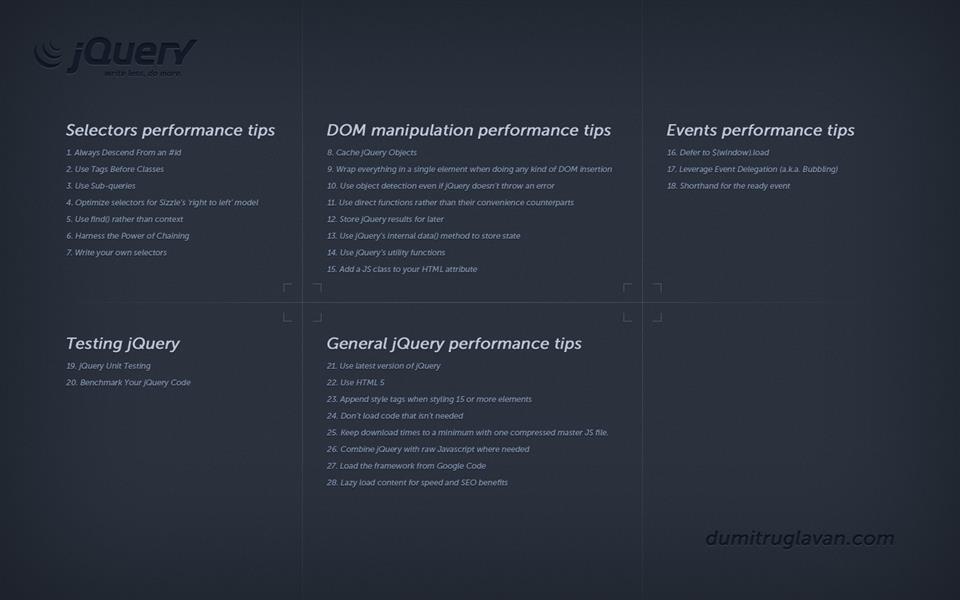 jQuery
write less, do more.
Selectors performance tips
1. Always Descend From an #id
2. Use Tags Before Classes
3. Use Sub-queries
4. Optimize selectors for Sizzle's 'right to left' model
5. Use find() rather than context
6. Harness the Power of Chaining
7. Write your own selectors
DOM manipulation performance tips
8. Cache jQuery Objects
9. Wrap everything in a single element when doing any kind of DOM insertion
10. Use object detection even if jQuery doesn't throw an error
11. Use direct functions rather than their convenience counterparts
12. Store jQuery results for later
13. Use jQuery's internal data() method to store state
14. Use jQuery's utility functions
15. Add a JS class to your HTML attribute
Events performance tips
16. Defer to $(window).load
17. Leverage Event Delegation (a.k.a. Bubbling)
18. Shorthand for the ready event
Testing jQuery
19. jQuery Unit Testing
20. Benchmark Your jQuery Code
General jQuery performance tips
21. Use latest version of jQuery
22. Use HTML 5
23. Append style tags when styling 15 or more elements
24. Don't load code that isn't needed
25. Keep download times to a minimum with one compressed master JS file.
26. Combine jQuery with raw Javascript where needed
27. Load the framework from Google Code
28. Lazy load content for speed and SEO benefits
dumitruglavan.com